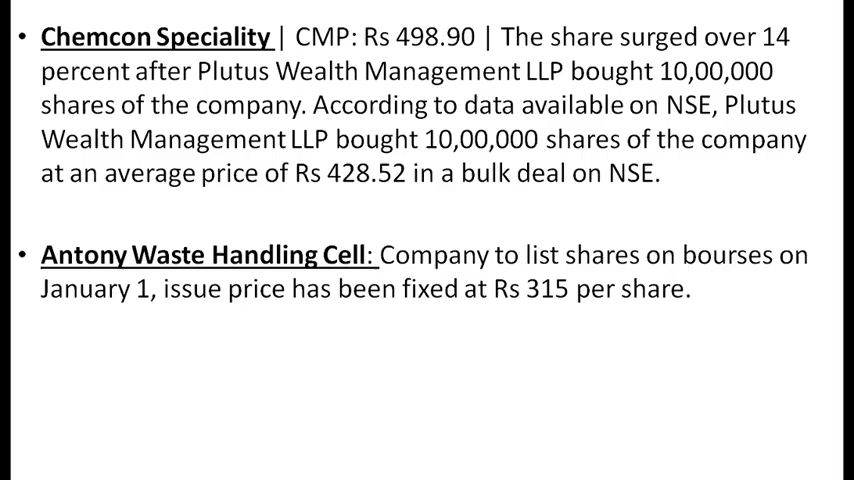 • Chemcon Speciality | CMP: Rs 498.90 | The share surged over 14
percent after Plutus Wealth Management LLP bought 10,00,000
shares of the company. According to data available on NSE, Plutus
Wealth Management LLP bought 10,00,000 shares of the company
at an average price of Rs 428.52 in a bulk deal on NSE.
• Antony Waste Handling Cell: Company to list shares on bourses on
January 1, issue price has been fixed at Rs 315 per share.